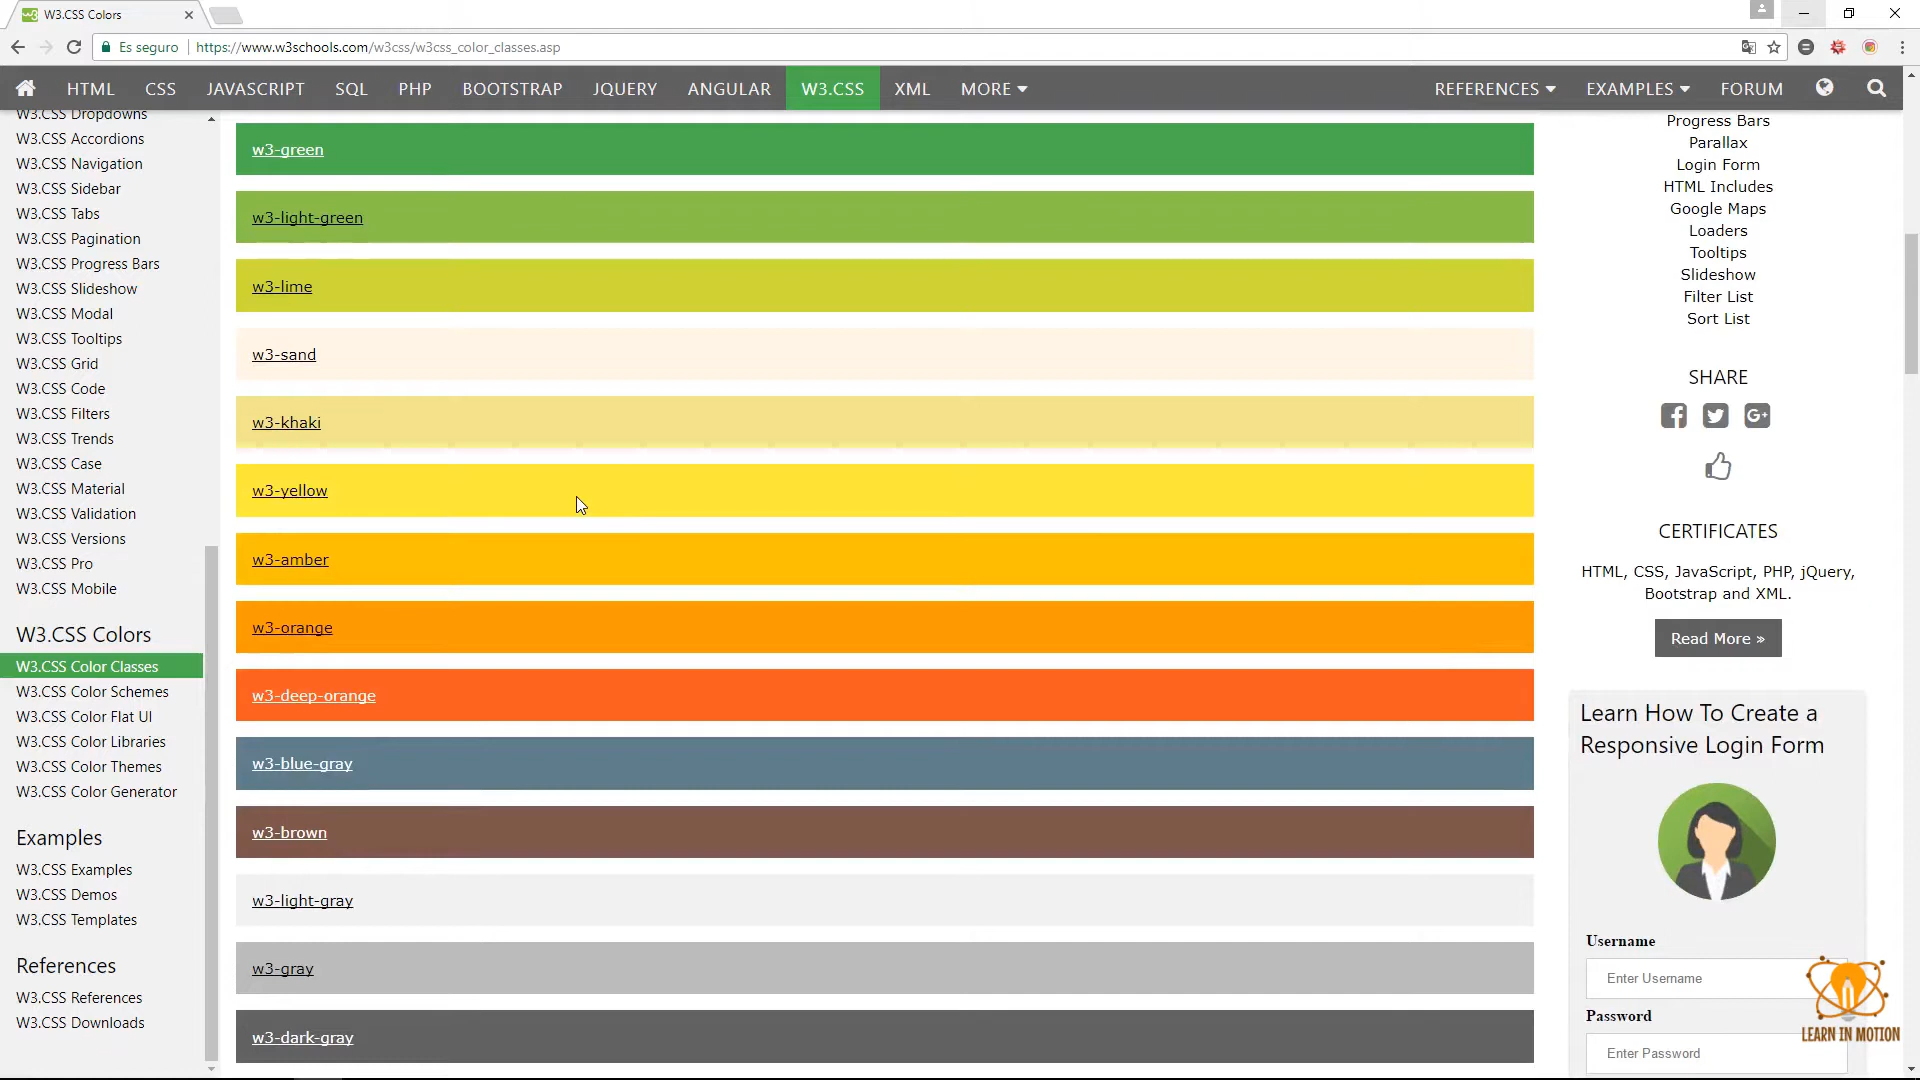 W3.CSS Colors
Es seguro
https://www.w3schools.com/w3css/w3css_color_classes.asp
HTML
CSS
JAVASCRIPT
SQL
PHP
BOOTSTRAP
JQUERY
ANGULAR
W3.CSS
XML
MORE
REFERENCES
EXAMPLES
FORUM
W3.CSS Dropdowns
W3.CSS Accordions
W3.CSS Navigation
W3.CSS Sidebar
W3.CSS Tabs
W3.CSS Pagination
W3.CSS Progress Bars
W3.CSS Slideshow
W3.CSS Modal
W3.CSS Tooltips
W3.CSS Grid
W3.CSS Code
W3.CSS Filters
W3.CSS Trends
W3.CSS Case
W3.CSS Material
W3.CSS Validation
W3.CSS Versions
W3.CSS Pro
W3.CSS Mobile
W3.CSS Colors
W3.CSS Color Classes
W3.CSS Color Schemes
W3.CSS Color Flat UI
W3.CSS Color Libraries
W3.CSS Color Themes
W3.CSS Color Generator
Examples
W3.CSS Examples
W3.CSS Demos
W3.CSS Templates
References
W3.CSS References
W3.CSS Downloads
w3-green
w3-light-green
w3-lime
w3-sand
w3-khaki
w3-yellow
w3-amber
w3-orange
w3-deep-orange
w3-blue-gray
w3-brown
w3-light-gray
w3-gray
w3-dark-gray
Progress Bars
Parallax
Login Form
HTML Includes
Google Maps
Loaders
Tooltips
Slideshow
Filter List
Sort List
SHARE
G+
CERTIFICATES
HTML, CSS, JavaScript, PHP, jQuery,
Bootstrap and XML.
Read More »
Learn How To Create a
Responsive Login Form
Username
Enter Username
Password
Enter Password
LEARN IN MOTION